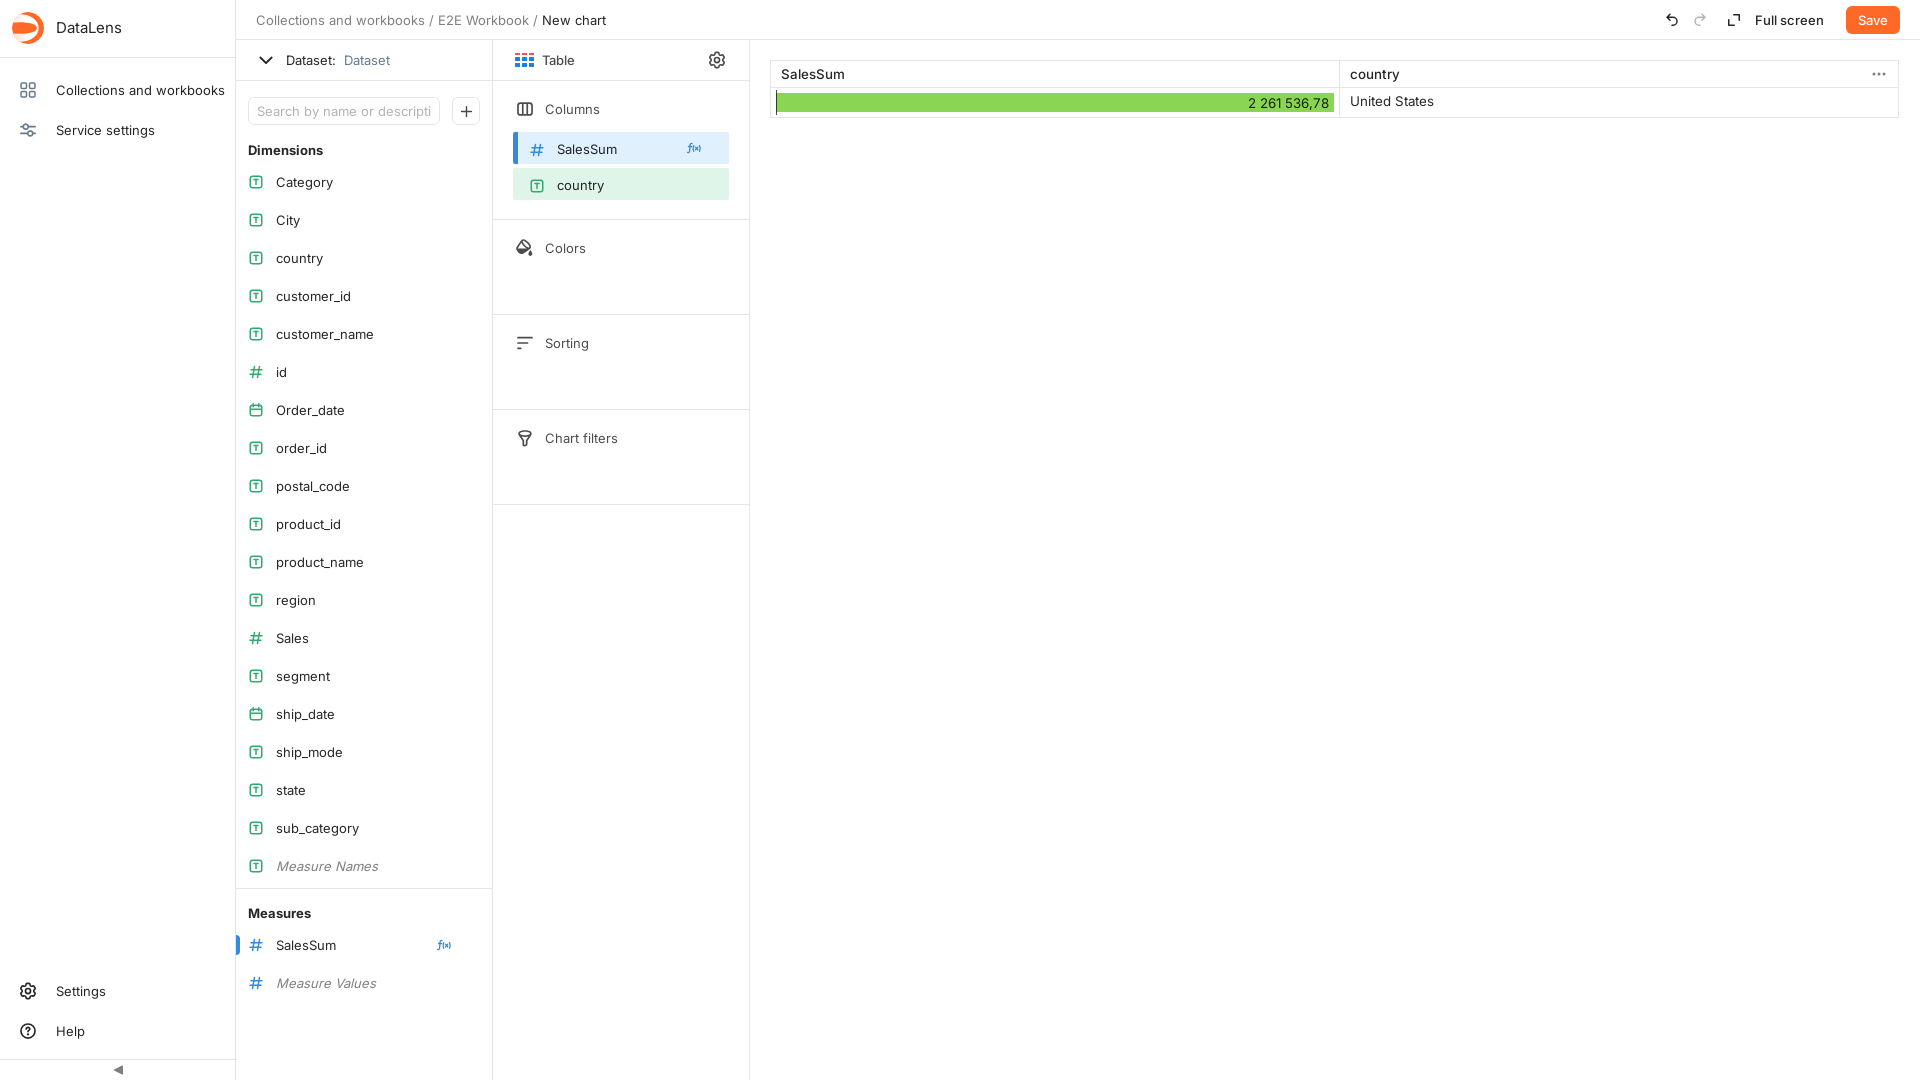 DataLens
Collections and workbooks
Service settings
Settings
Help
Collections and workbooks / E2E Workbook / New chart
Full screen
Save
Dataset: Dataset
Search by name or descripti
Dimensions
Category
City
country
customer_id
customer_name
id
Order_date
order_id
postal_code
product_id
product_name
region
Sales
segment
ship_date
ship_mode
state
sub_category
Measure Names
Measures
SalesSum
Measure Values
Table
Columns
SalesSum
country
Colors
Sorting
Chart filters
SalesSum country
2 261 536,78 United States